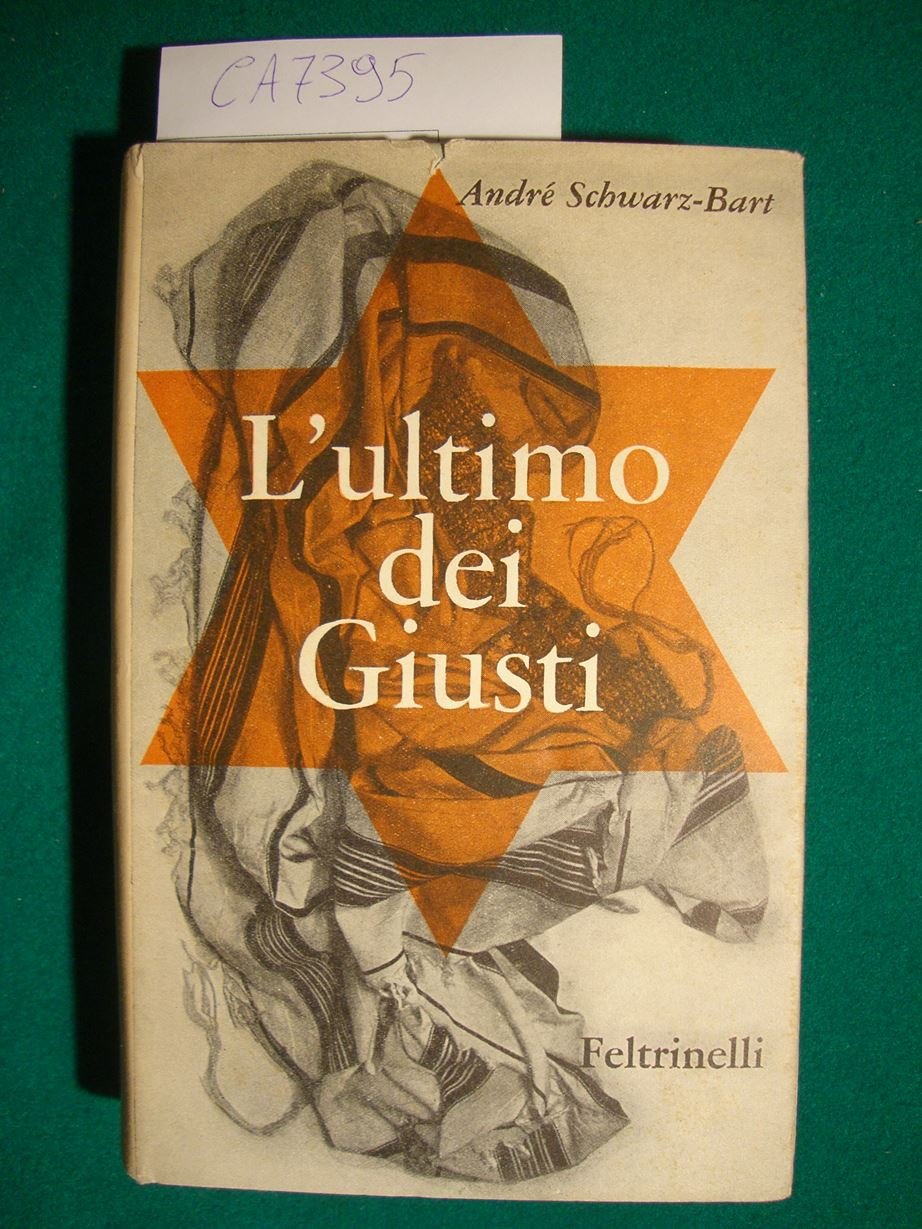 CA7395
André Schwarz-Bart
L'ultimo
dei
Giusti
Feltrinelli